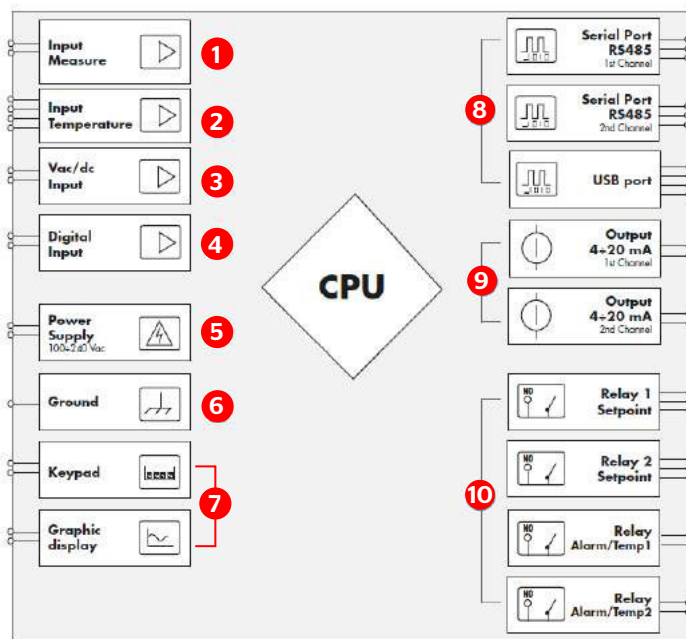 Input
Measure
1
Input
Temperature
2
Vac/dc
Input
3
Digital
Input
4
Power
Supply
100÷240 Vac
5
Ground
6
Keypad
7
Graphic
display
CPU
Serial Port
RS485
1st Channel
8
Serial Port
RS485
2nd Channel
USB port
Output
4÷20 mA
1st Channel
9
Output
4÷20 mA
2nd Channel
NO
Relay 1
Setpoint
NO
Relay 2
Setpoint
10
NO
Relay
Alarm/Temp1
NO
Relay
Alarm/Temp2